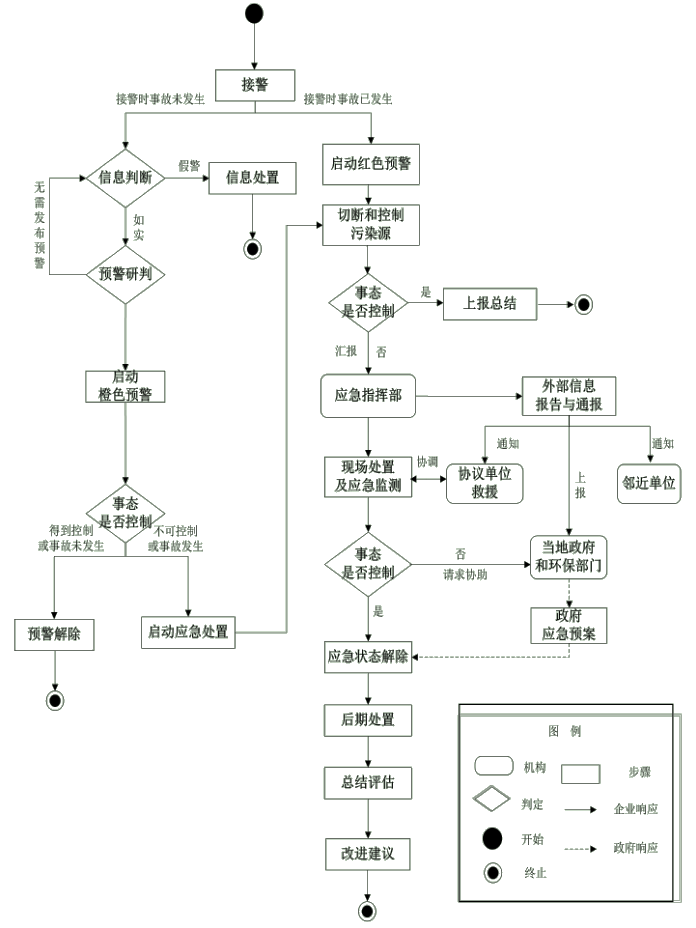 接警
接警时事故未发生
接警时事故已发生
信息判断
假警
信息处置
启动红色预警
无
需
发
布
预
警
如
实
切断和控制
污染源
预警研判
事态
是否控制
是
上报总结
汇报
否
启动
橙色预警
应急指挥部
外部信息
报告与通报
通知
通知
现场处置
及应急监测
协调
协议单位
救援
上
报
邻近单位
事态
是否控制
得到控制
或事故未发生
不可控制
或事故发生
事态
是否控制
否
请求协助
当地政府
和环保部门
是
政府
应急预案
预警解除
启动应急处置
应急状态解除
后期处置
总结评估
改进建议
图 例
机构
步骤
判定
企业响应
开始
政府响应
终止